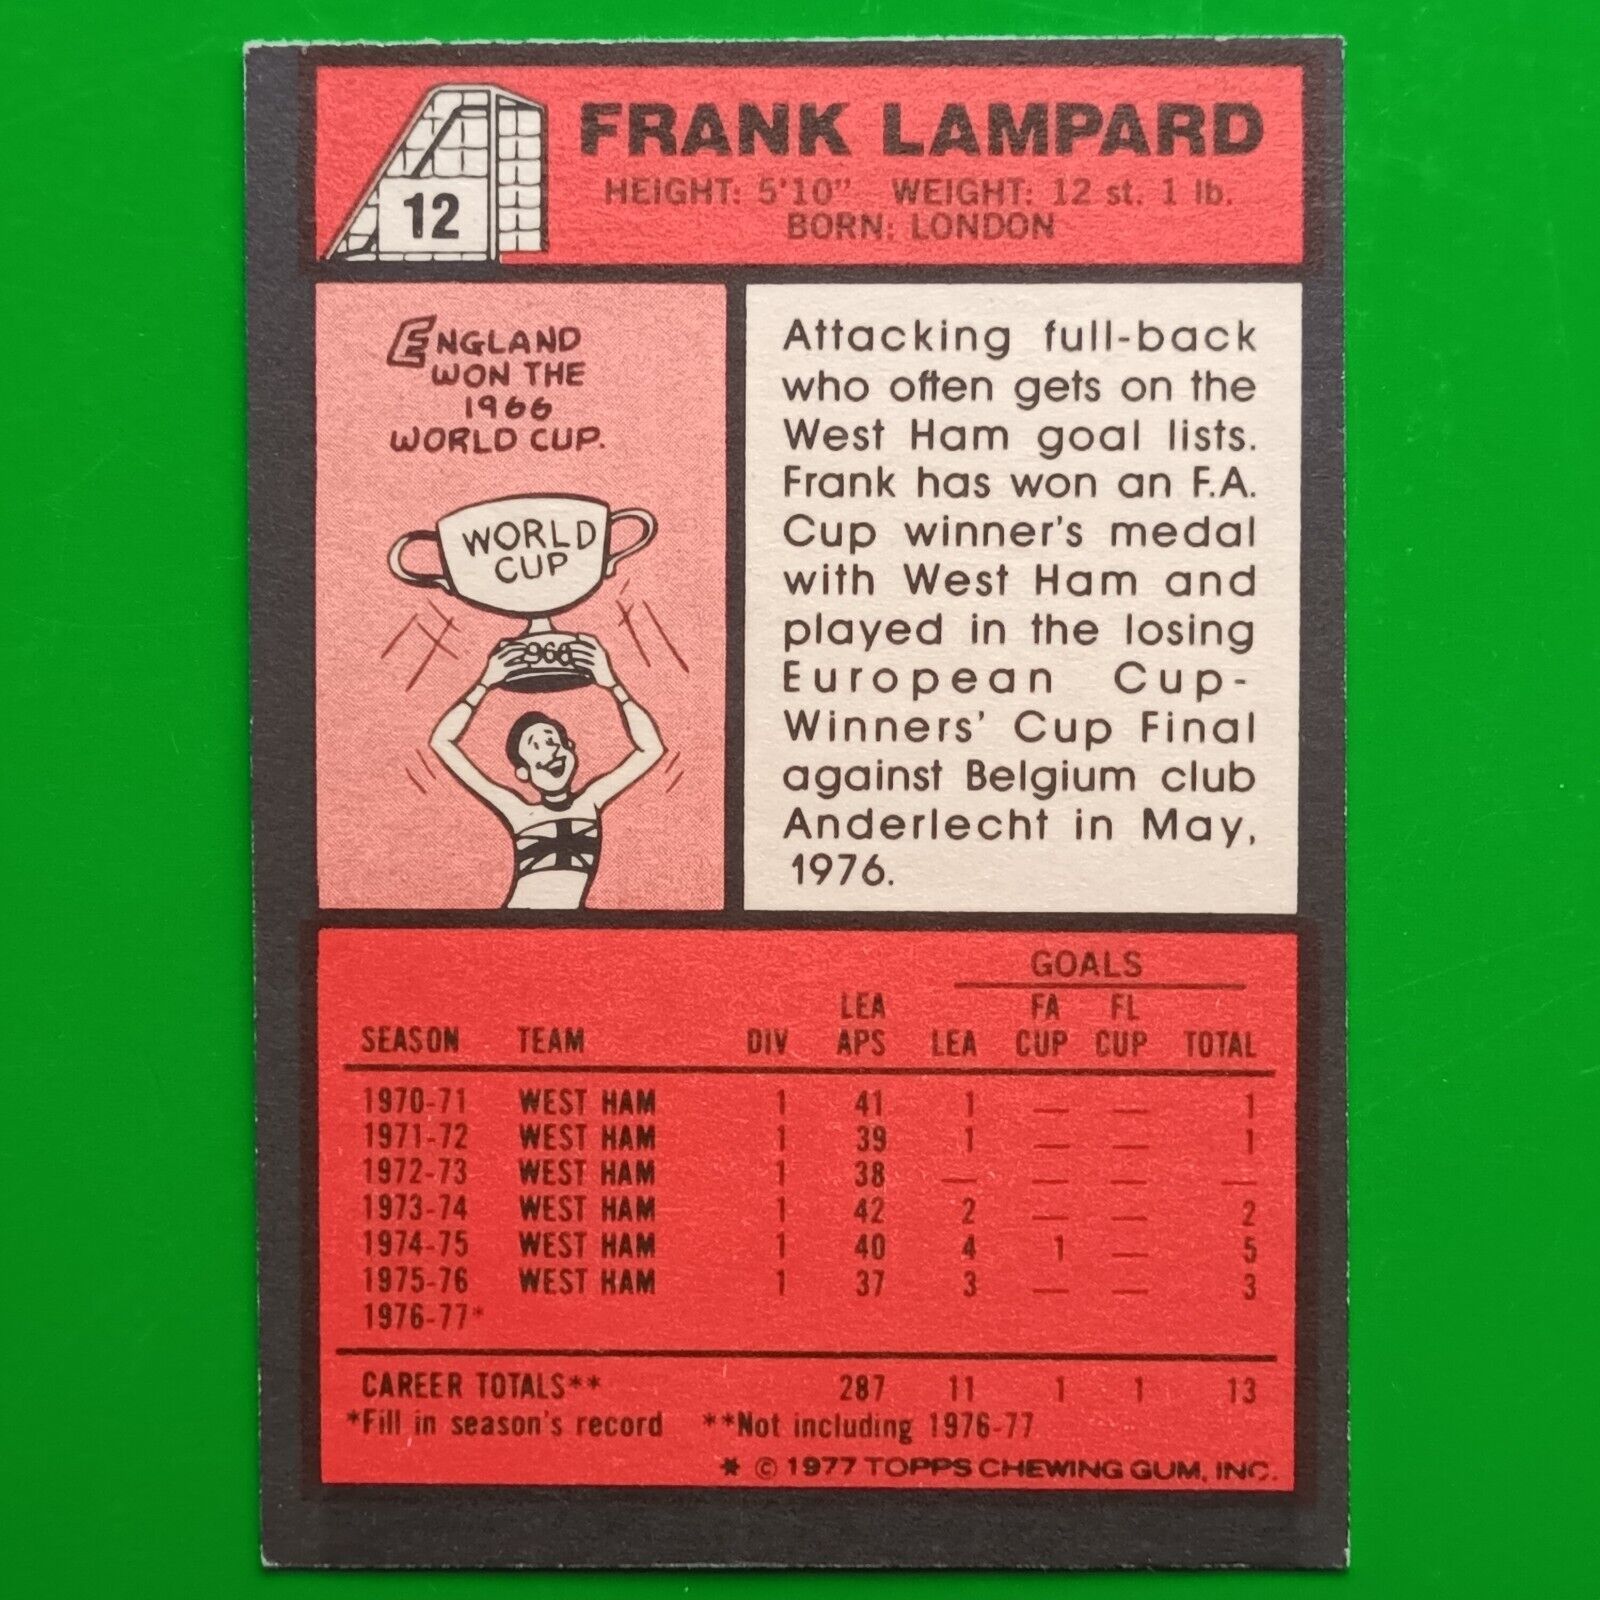 12
FRANK LAMPARD
HEIGHT: 5'10" WEIGHT: 12 st. 1 lb.
BORN: LONDON
ENGLAND
WON THE
1966
WORLD CUP.
WORLD
CUP
966
Attacking full-back
who often gets on the
West Ham goal lists.
Frank has won an F.A.
Cup winner's medal
with West Ham and
played in the losing
European Cup-
Winners' Cup Final
against Belgium club
Anderlecht in May,
1976.
GOALS
LEA FA FL
SEASON TEAM DIV APS LEA CUP CUP TOTAL
1970-71 WEST HAM 1 41 1 — — 1
1971-72 WEST HAM 1 39 1 — — 1
1972-73 WEST HAM 1 38 — — — —
1973-74 WEST HAM 1 42 2 — — 2
1974-75 WEST HAM 1 40 4 1 — 5
1975-76 WEST HAM 1 37 3 — — 3
1976-77*
CAREER TOTALS** 287 11 1 1 13
*Fill in season's record **Not including 1976-77
* © 1977 TOPPS CHEWING GUM, INC.